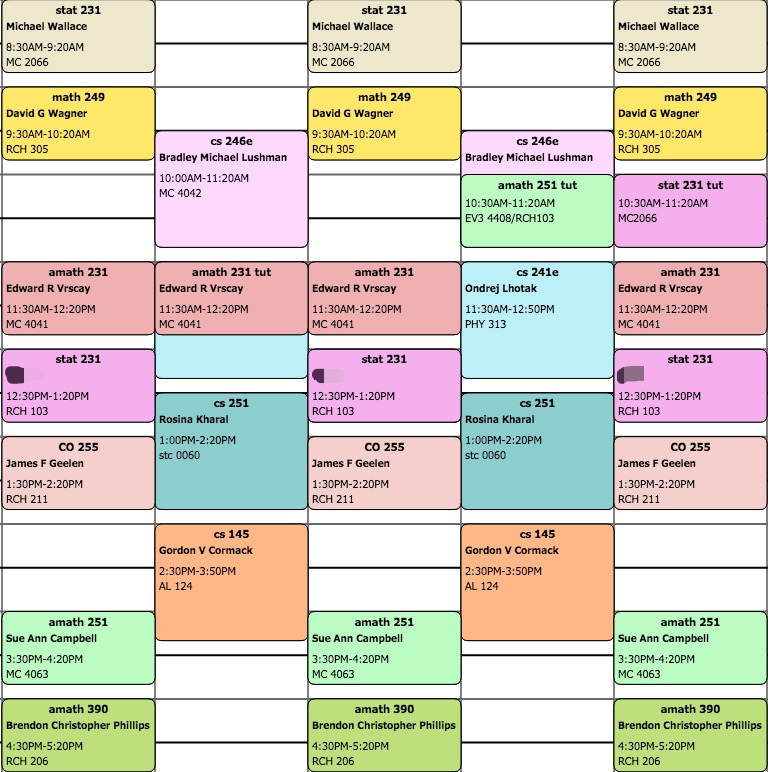 stat 231
Michael Wallace
8:30AM-9:20AM
MC 2066
math 249
David G Wagner
9:30AM-10:20AM
RCH 305
amath 231
Edward R Vrscay
11:30AM-12:20PM
MC 4041
stat 231
12:30PM-1:20PM
RCH 103
CO 255
James F Geelen
1:30PM-2:20PM
RCH 211
amath 251
Sue Ann Campbell
3:30PM-4:20PM
MC 4063
amath 390
Brendon Christopher Phillips
4:30PM-5:20PM
RCH 206
cs 246e
Bradley Michael Lushman
10:00AM-11:20AM
MC 4042
amath 231 tut
Edward R Vrscay
11:30AM-12:20PM
MC 4041
cs 251
Rosina Kharal
1:00PM-2:20PM
stc 0060
cs 145
Gordon V Cormack
2:30PM-3:50PM
AL 124
stat 231
Michael Wallace
8:30AM-9:20AM
MC 2066
math 249
David G Wagner
9:30AM-10:20AM
RCH 305
amath 231
Edward R Vrscay
11:30AM-12:20PM
MC 4041
stat 231
12:30PM-1:20PM
RCH 103
CO 255
James F Geelen
1:30PM-2:20PM
RCH 211
amath 251
Sue Ann Campbell
3:30PM-4:20PM
MC 4063
amath 390
Brendon Christopher Phillips
4:30PM-5:20PM
RCH 206
cs 246e
Bradley Michael Lushman
amath 251 tut
10:30AM-11:20AM
EV3 4408/RCH103
cs 241e
Ondrej Lhotak
11:30AM-12:50PM
PHY 313
cs 251
Rosina Kharal
1:00PM-2:20PM
stc 0060
cs 145
Gordon V Cormack
2:30PM-3:50PM
AL 124
stat 231
Michael Wallace
8:30AM-9:20AM
MC 2066
math 249
David G Wagner
9:30AM-10:20AM
RCH 305
stat 231 tut
10:30AM-11:20AM
MC2066
amath 231
Edward R Vrscay
11:30AM-12:20PM
MC 4041
stat 231
12:30PM-1:20PM
RCH 103
CO 255
James F Geelen
1:30PM-2:20PM
RCH 211
amath 251
Sue Ann Campbell
3:30PM-4:20PM
MC 4063
amath 390
Brendon Christopher Phillips
4:30PM-5:20PM
RCH 206